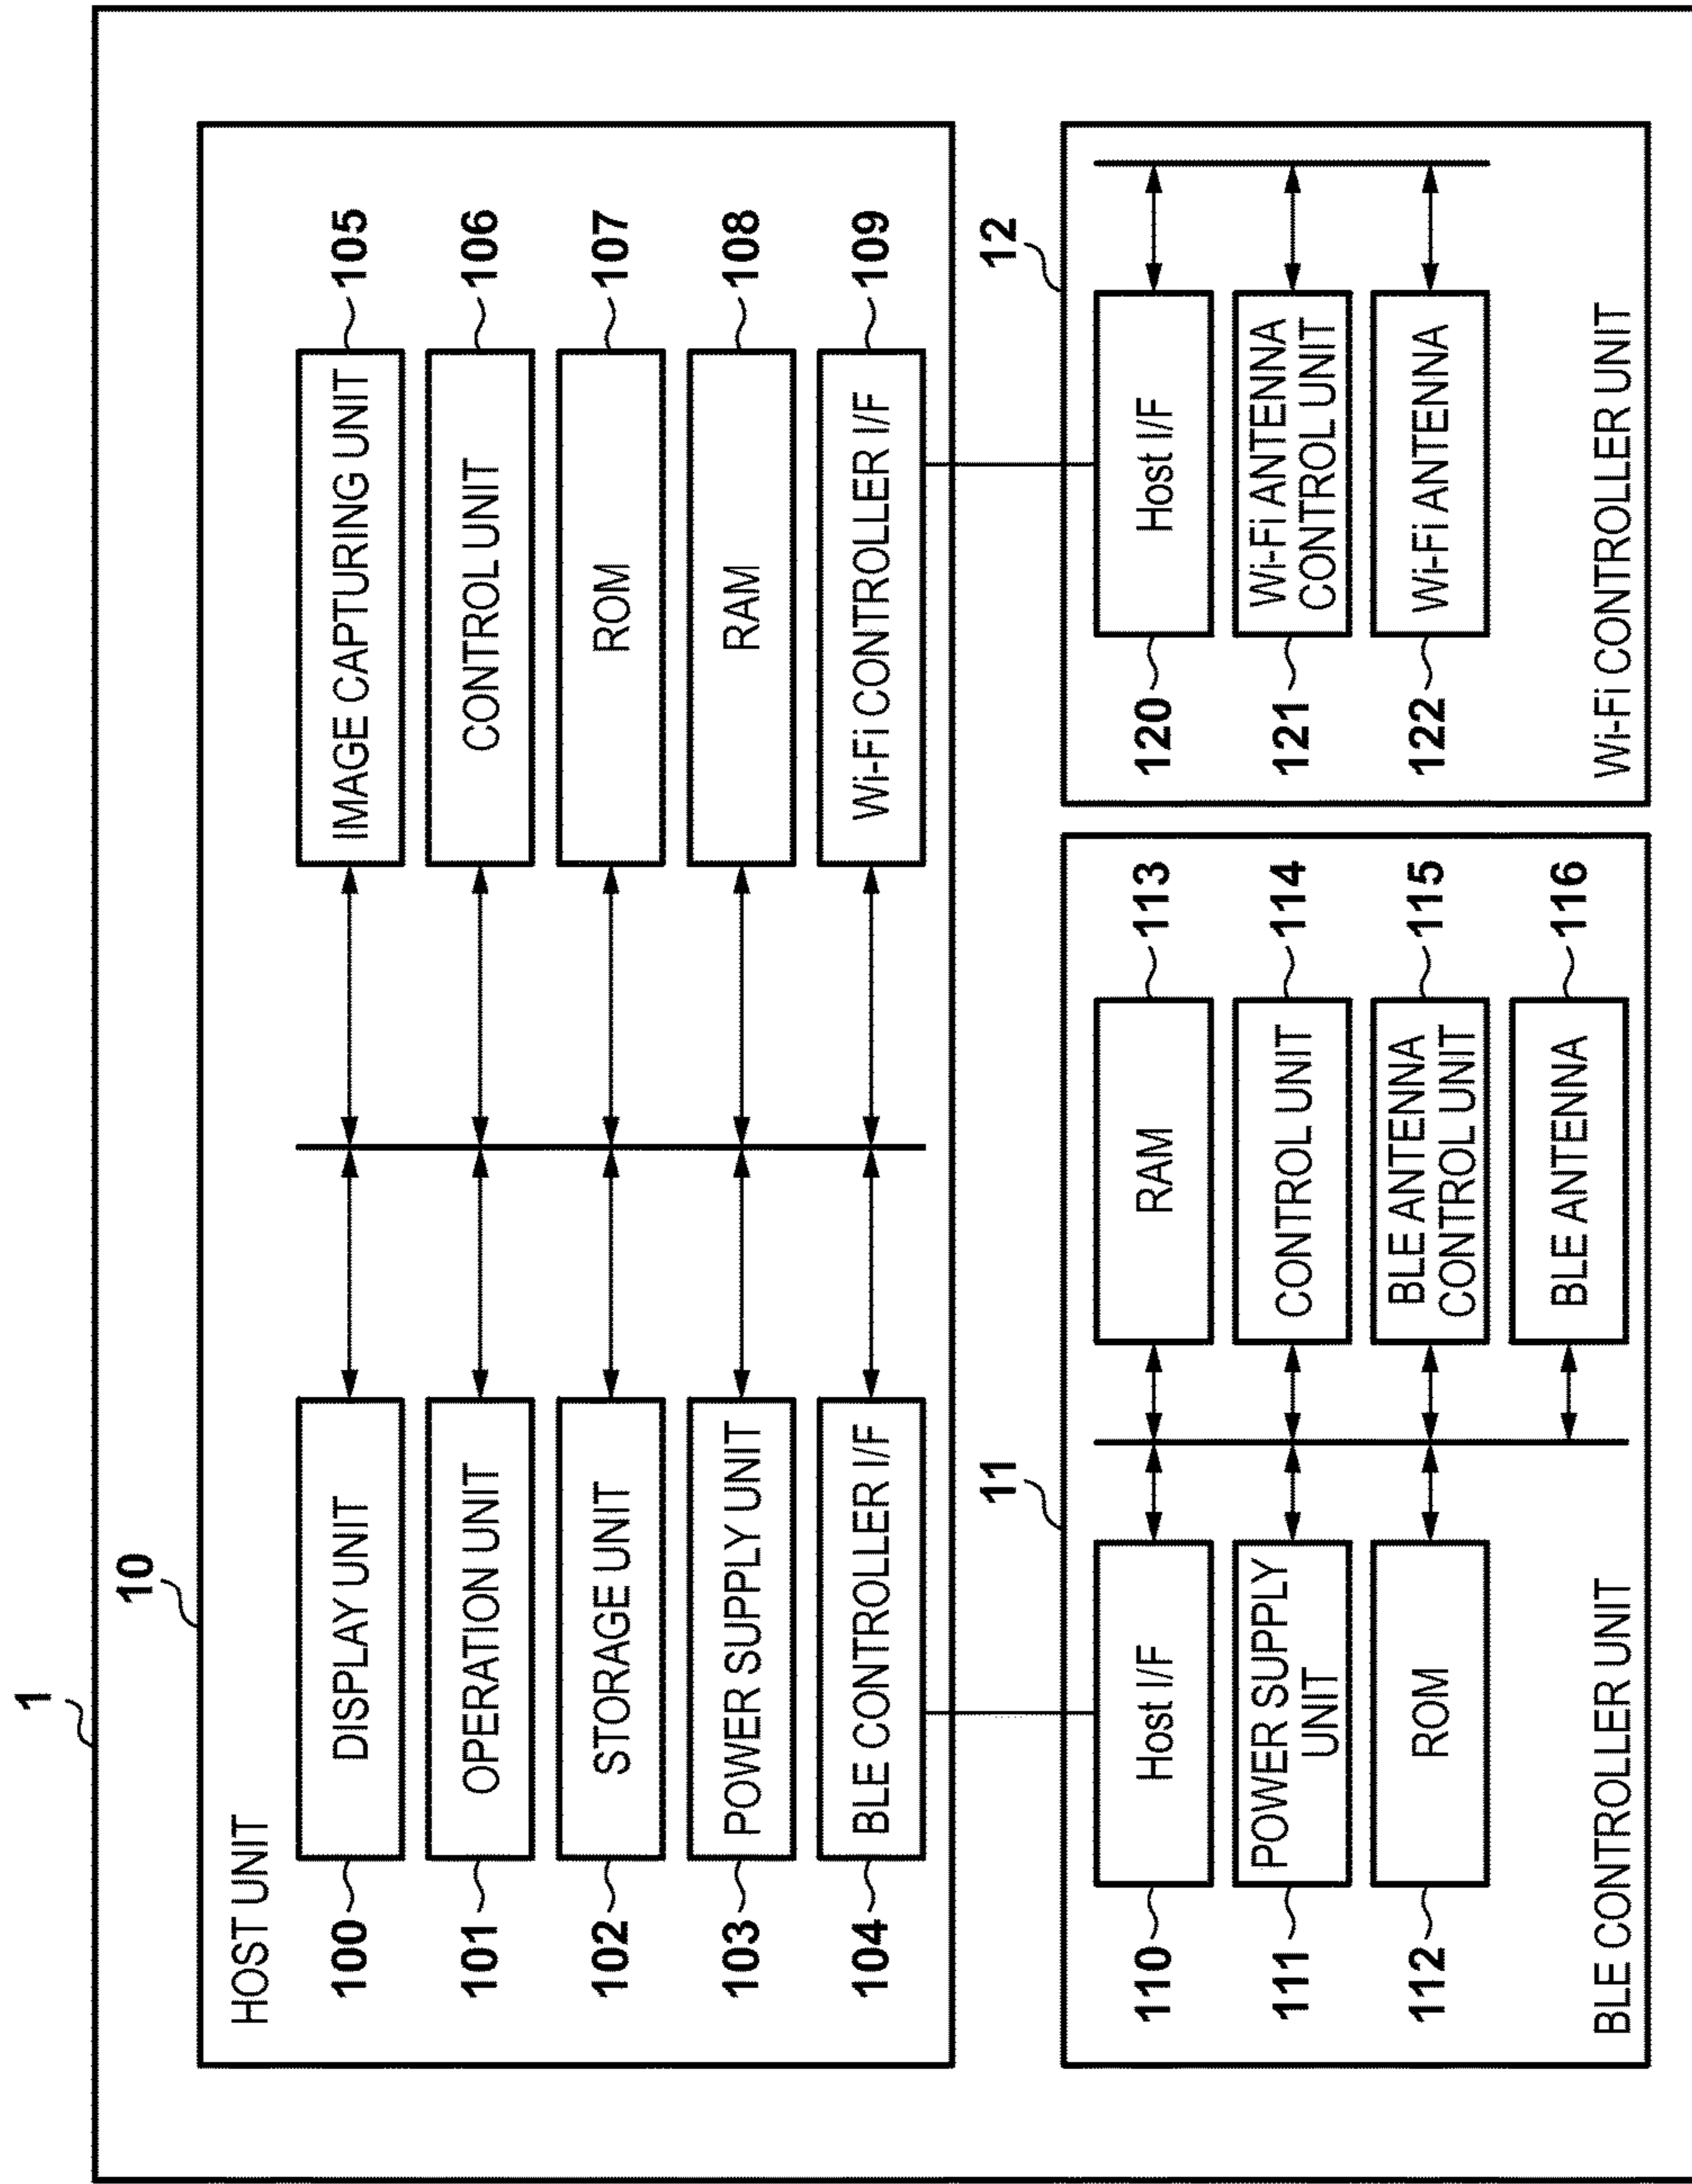 1
10
HOST UNIT
100
DISPLAY UNIT
101
OPERATION UNIT
102
STORAGE UNIT
103
POWER SUPPLY UNIT
104
BLE CONTROLLER I/F
IMAGE CAPTURING UNIT
105
CONTROL UNIT
106
ROM
107
RAM
108
Wi-Fi CONTROLLER I/F
109
11
110
Host I/F
111
POWER SUPPLY
UNIT
112
ROM
RAM
113
CONTROL UNIT
114
BLE ANTENNA
CONTROL UNIT
115
BLE ANTENNA
116
BLE CONTROLLER UNIT
12
120
Host I/F
121
Wi-Fi ANTENNA
CONTROL UNIT
122
Wi-Fi ANTENNA
Wi-Fi CONTROLLER UNIT